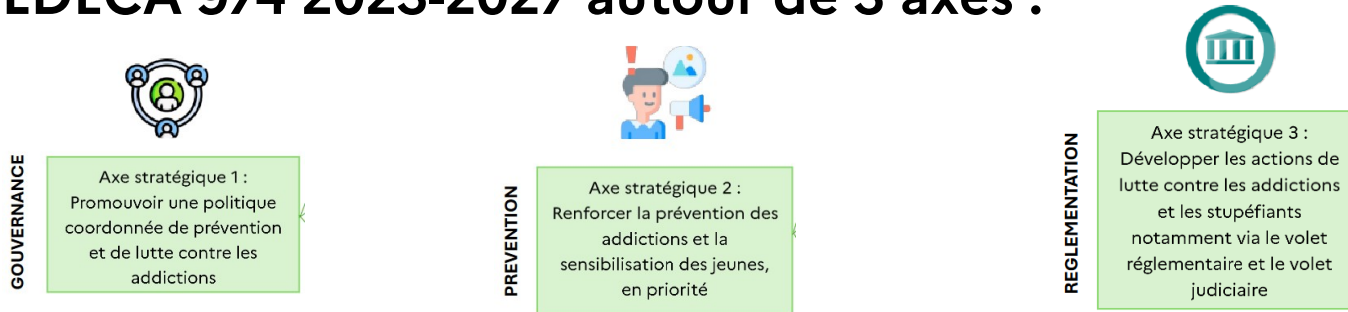 EDECA 974 2023-2027 autour de 3 axes :
GOUVERNANCE
Axe stratégique 1 :
Promouvoir une politique
coordonnée de prévention
et de lutte contre les
addictions
PREVENTION
Axe stratégique 2 :
Renforcer la prévention des
addictions et la
sensibilisation des jeunes,
en priorité
REGLEMENTATION
Axe stratégique 3 :
Développer les actions de
lutte contre les addictions
et les stupéfiants
notamment via le volet
réglementaire et le volet
judiciaire